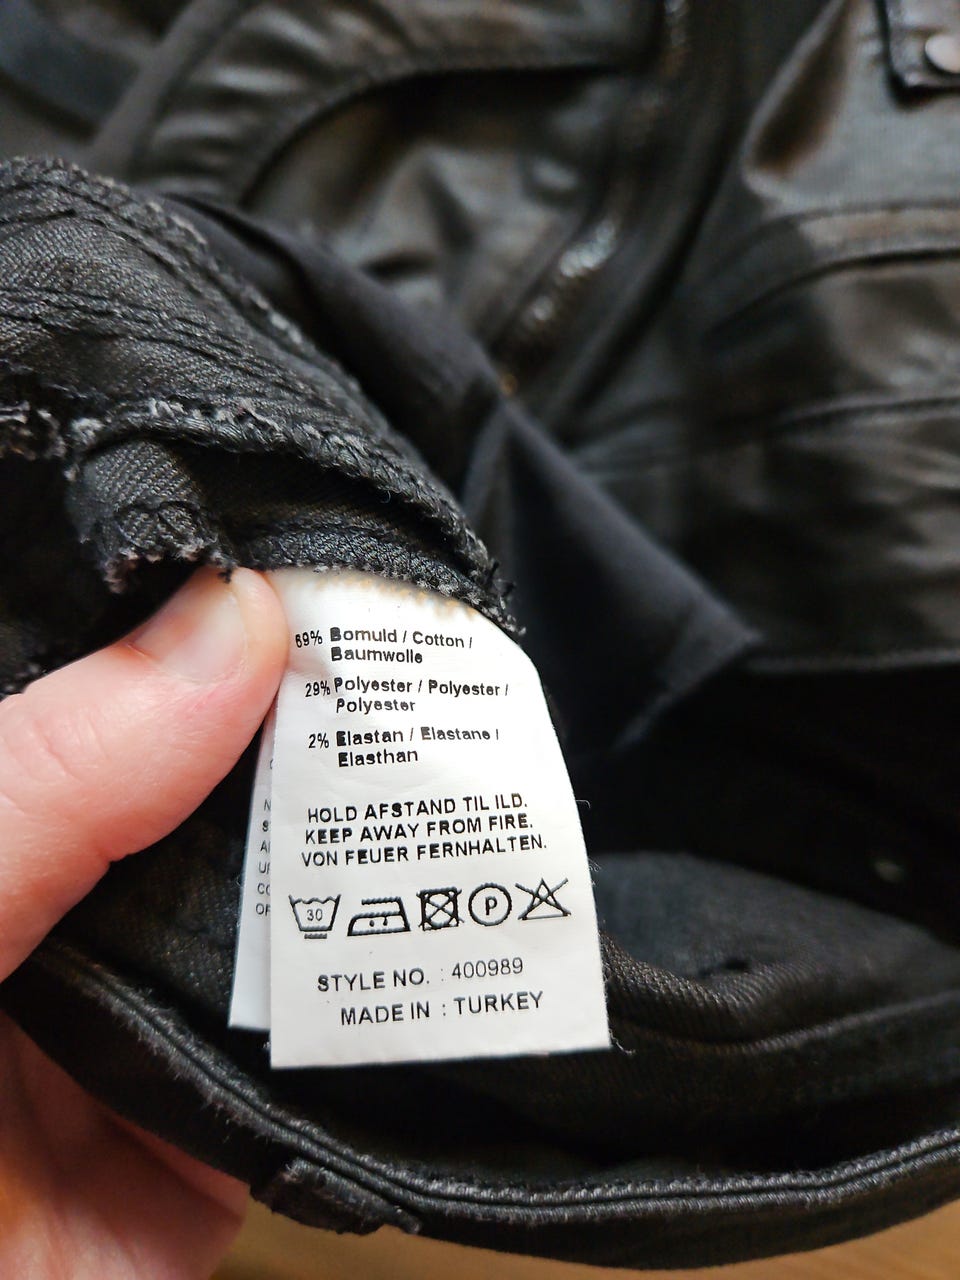 69% Bomuld / Cotton /
Baumwolle
29% Polyester / Polyester /
Polyester
2% Elastan / Elastane /
Elasthan
HOLD AFSTAND TIL ILD.
KEEP AWAY FROM FIRE.
VON FEUER FERNHALTEN.
30 P
STYLE NO. : 400989
MADE IN : TURKEY